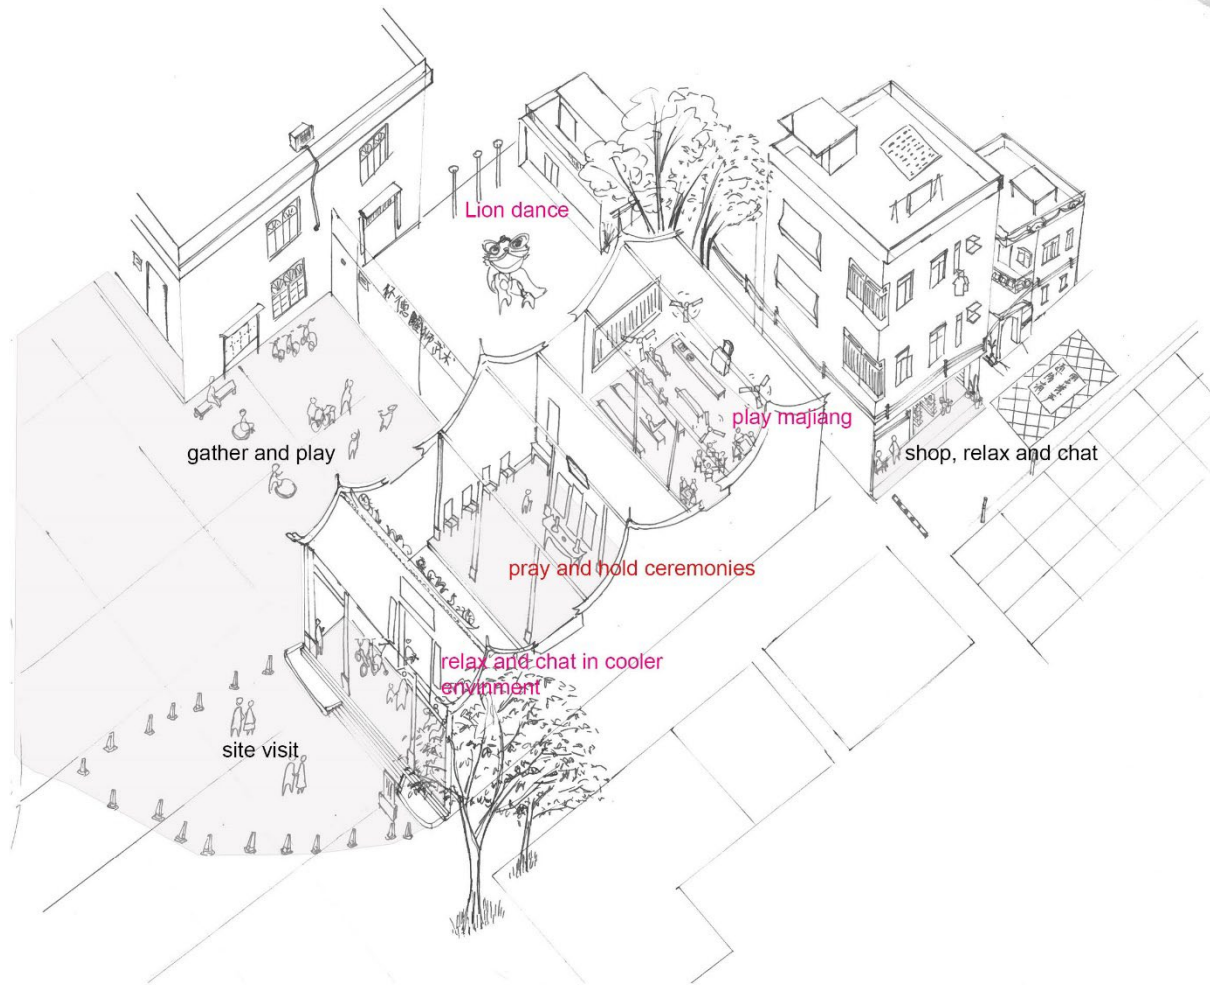 Lion dance
play majiang
gather and play
shop, relax and chat
pray and hold ceremonies
relax and chat in cooler
envinment
site visit